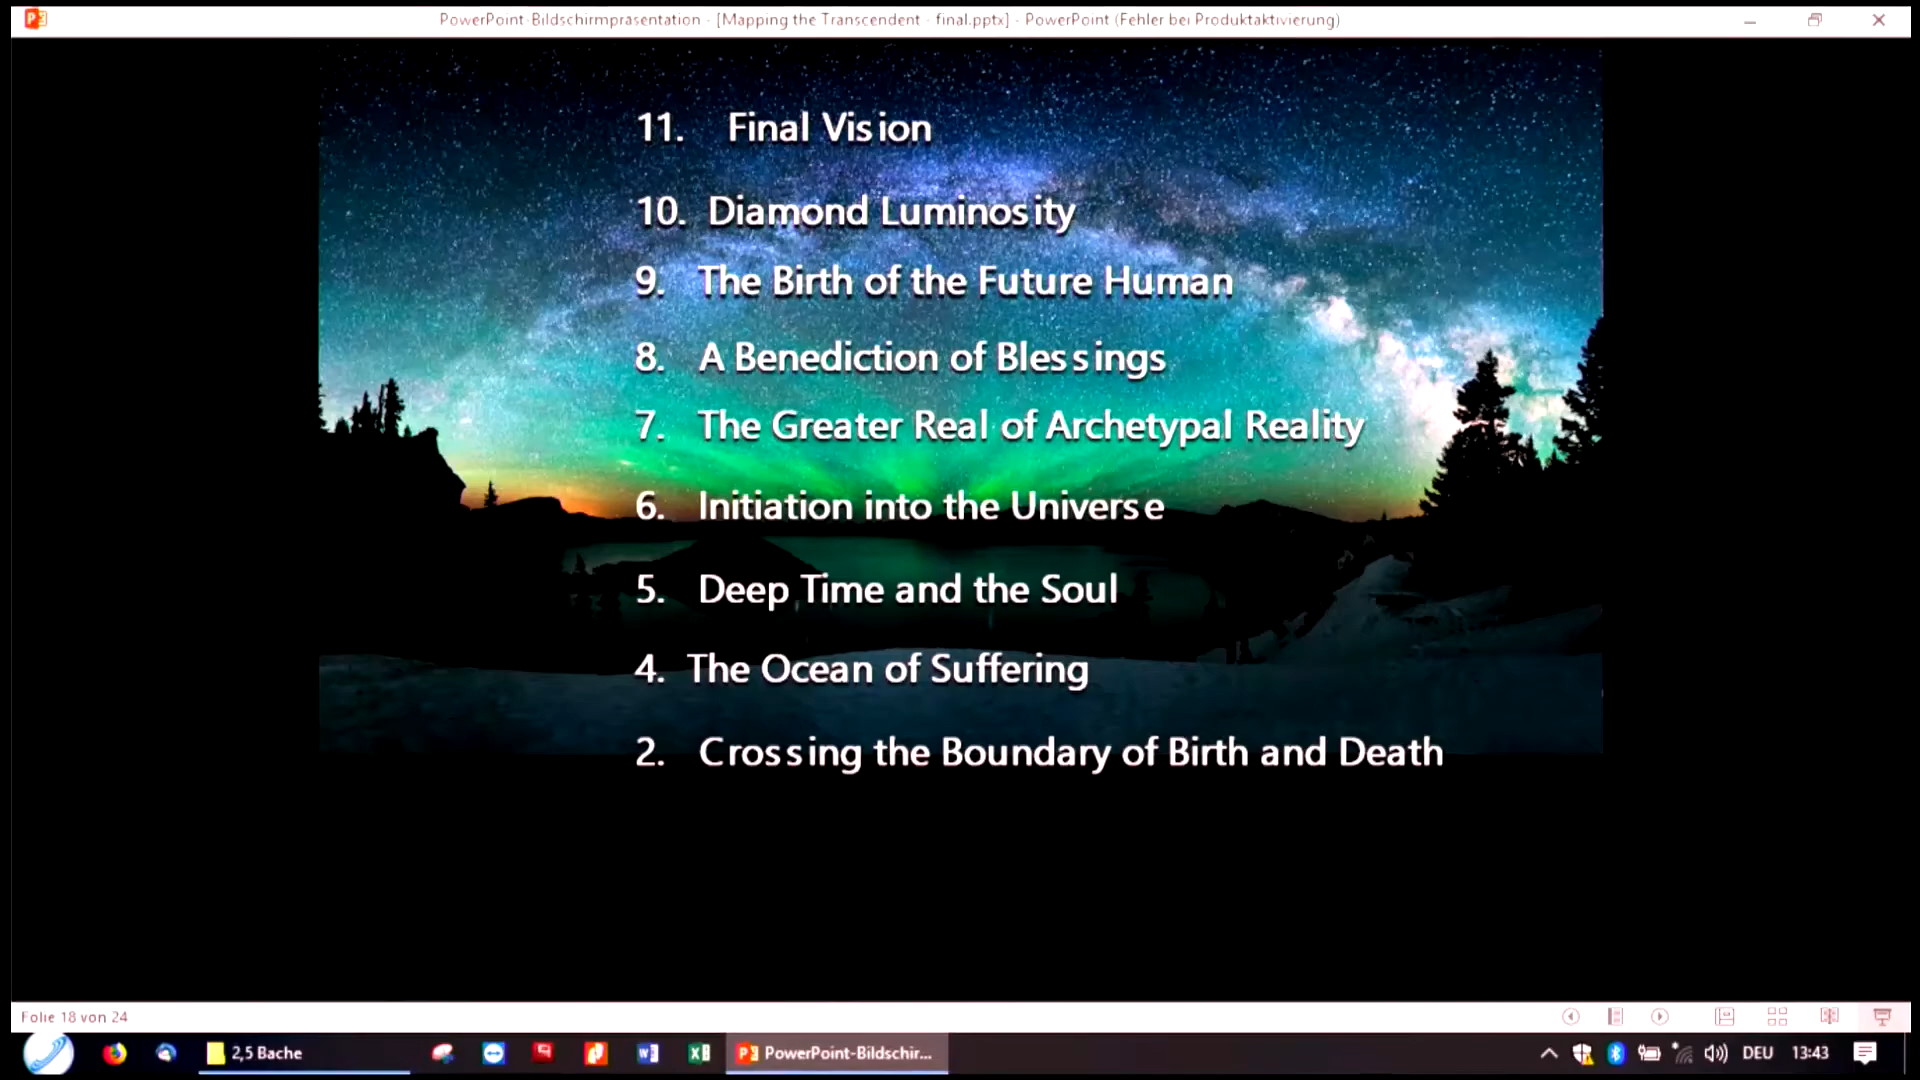 PowerPoint-Bildschirmpräsentation - [Mapping the Transcendent - final.pptx] - PowerPoint (Fehler bei Produktaktivierung)
11. Final Vision
10. Diamond Luminosity
9. The Birth of the Future Human
8. A Benediction of Blessings
7. The Greater Real of Archetypal Reality
6. Initiation into the Universe
5. Deep Time and the Soul
4. The Ocean of Suffering
2. Crossing the Boundary of Birth and Death
Folie 18 von 24
2,5 Bache
PowerPoint-Bildschir...
DEU
13:43